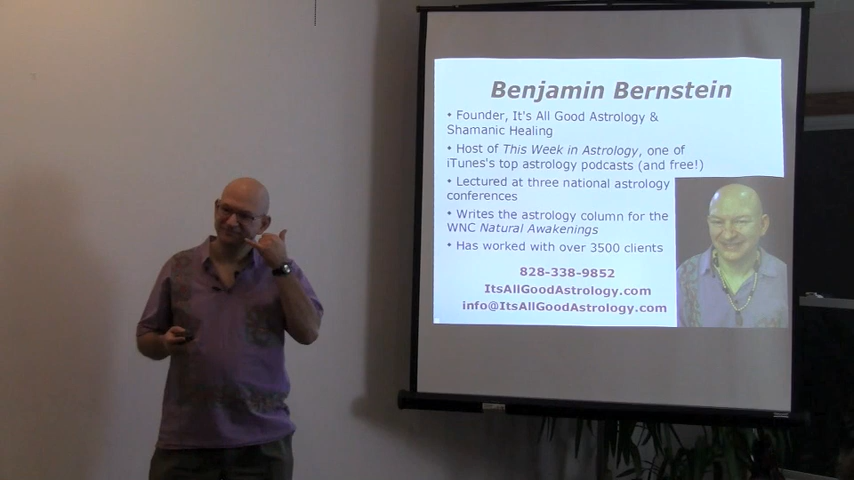 Benjamin Bernstein
• Founder, It's All Good Astrology &
Shamanic Healing
• Host of This Week in Astrology, one of
iTunes's top astrology podcasts (and free!)
• Lectured at three national astrology
conferences
• Writes the astrology column for the
WNC Natural Awakenings
• Has worked with over 3500 clients
828-338-9852
ItsAllGoodAstrology.com
info@ItsAllGoodAstrology.com